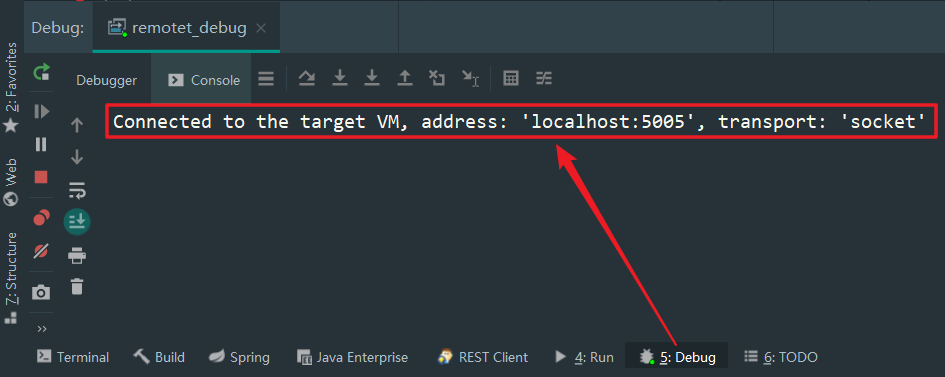 Debug: remotet_debug
2: Favorites
Web
7: Structure
Debugger Console
Connected to the target VM, address: 'localhost:5005', transport: 'socket'
Terminal Build Spring Java Enterprise REST Client 4: Run 5: Debug 6: TODO